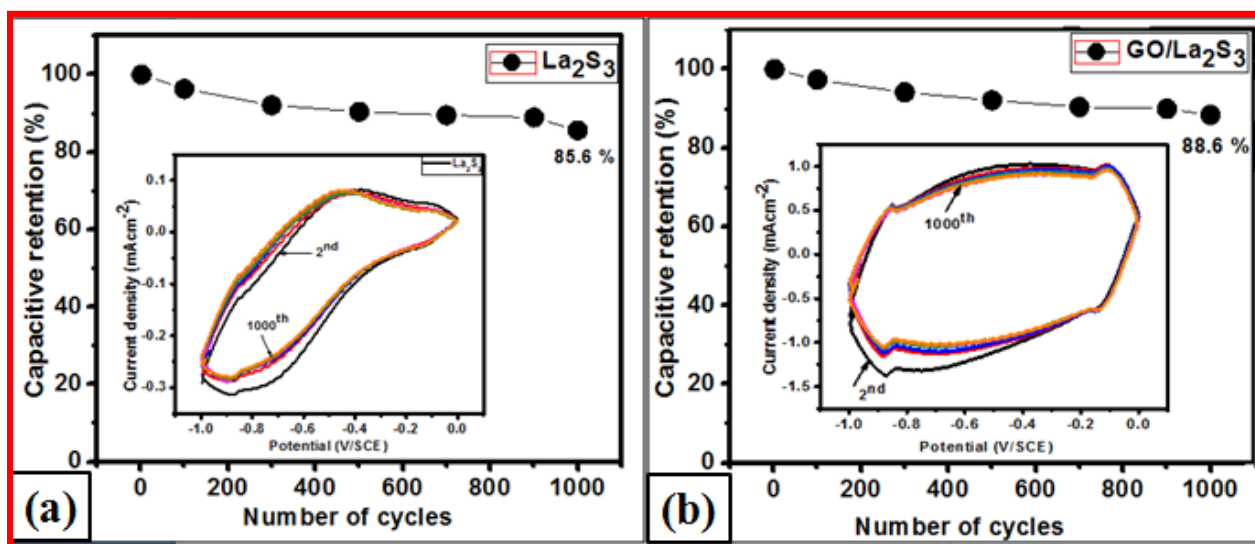 La₂S₃
Capacitive retention (%)
100
80
60
40
20
0
85.6 %
La₂S₃
Current density (mAcm⁻²)
0.1
0.0
-0.1
-0.2
-0.3
2ⁿᵈ
1000ᵗʰ
-1.0 -0.8 -0.6 -0.4 -0.2 0.0
Potential (V/SCE)
0 200 400 600 800 1000
Number of cycles
(a)
GO/La₂S₃
Capacitive retention (%)
100
80
60
40
20
0
88.6 %
Current density (mAcm⁻²)
1.0
0.5
0.0
-0.5
-1.0
-1.5
1000ᵗʰ
2ⁿᵈ
-1.0 -0.8 -0.6 -0.4 -0.2 0.0
Potential (V/SCE)
0 200 400 600 800 1000
Number of cycles
(b)